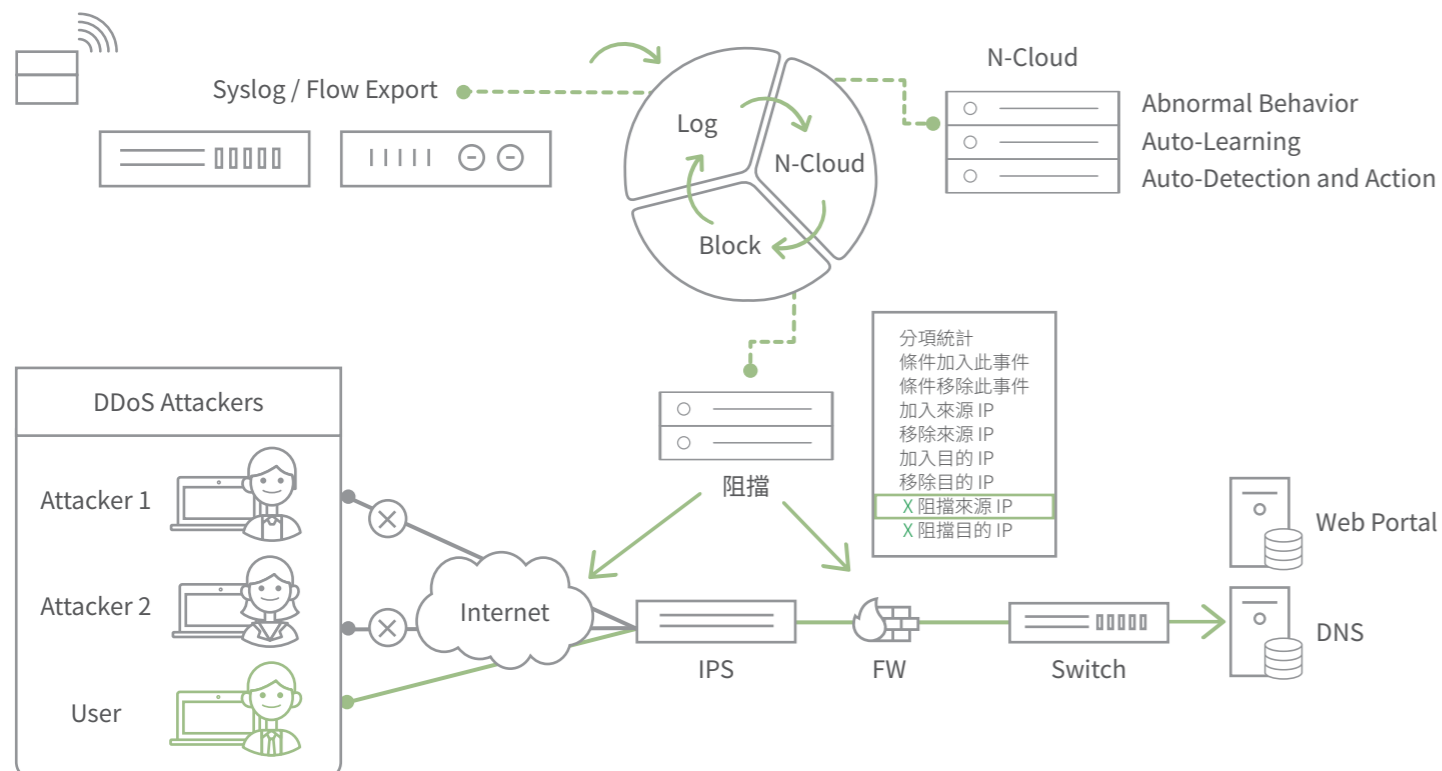 N-Cloud
Syslog / Flow Export
Abnormal Behavior
Log
Auto-Learning
N-Cloud
Auto-Detection and Action
Block
分項統計
條件加入此事件
條件移除此事件
加入來源 IP
移除來源 IP
加入目的 IP
移除目的 IP
X 阻擋來源 IP
X 阻擋目的 IP
DDoS Attackers
阻擋
Attacker 1
Web Portal
Attacker 2
Internet
DNS
IPS
FW
Switch
User